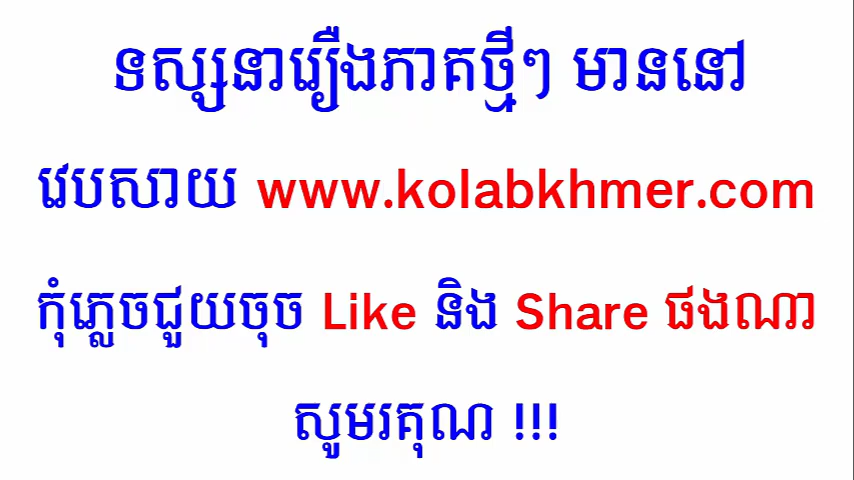 ទស្សនារឿងភាគថ្មីៗ មាននៅ
វេបសាយ www.kolabkhmer.com
កុំភ្លេចជួយចុច Like និង Share ផងណា
សូមរគុណ !!!